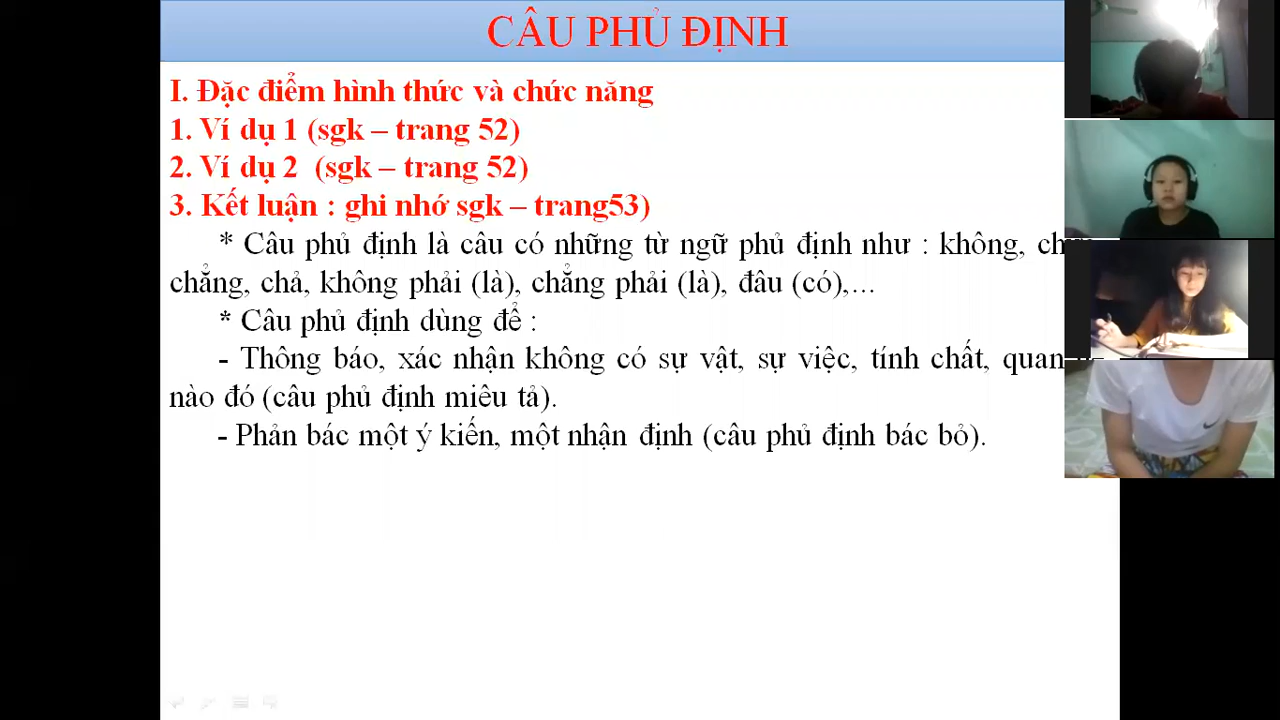 CÂU PHỦ ĐỊNH
I. Đặc điểm hình thức và chức năng
1. Ví dụ 1 (sgk – trang 52)
2. Ví dụ 2 (sgk – trang 52)
3. Kết luận : ghi nhớ sgk – trang53)
* Câu phủ định là câu có những từ ngữ phủ định như : không,
chẳng, chả, không phải (là), chẳng phải (là), đâu (có),...
* Câu phủ định dùng để :
- Thông báo, xác nhận không có sự vật, sự việc, tính chất, quan
nào đó (câu phủ định miêu tả).
- Phản bác một ý kiến, một nhận định (câu phủ định bác bỏ).